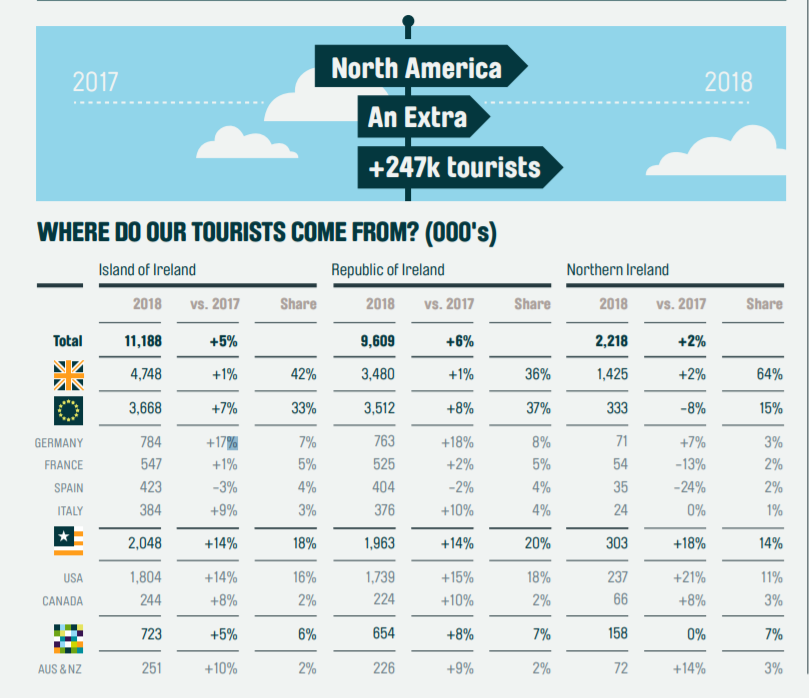 2017
2018
North America
An Extra
+247k tourists
WHERE DO OUR TOURISTS COME FROM? (000's)
Island of Ireland Republic of Ireland Northern Ireland
2018 vs. 2017 Share 2018 vs. 2017 Share 2018 vs. 2017 Share
Total 11,188 +5% 9,609 +6% 2,218 +2%
4,748 +1% 42% 3,480 +1% 36% 1,425 +2% 64%
3,668 +7% 33% 3,512 +8% 37% 333 -8% 15%
GERMANY 784 +17% 7% 763 +18% 8% 71 +7% 3%
FRANCE 547 +1% 5% 525 +2% 5% 54 -13% 2%
SPAIN 423 -3% 4% 404 -2% 4% 35 -24% 2%
ITALY 384 +9% 3% 376 +10% 4% 24 0% 1%
2,048 +14% 18% 1,963 +14% 20% 303 +18% 14%
USA 1,804 +14% 16% 1,739 +15% 18% 237 +21% 11%
CANADA 244 +8% 2% 224 +10% 2% 66 +8% 3%
723 +5% 6% 654 +8% 7% 158 0% 7%
AUS & NZ 251 +10% 2% 226 +9% 2% 72 +14% 3%